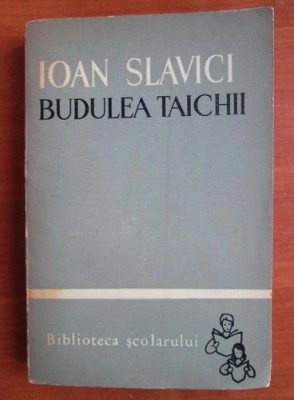 IOAN SLAVICI
BUDULEA TAICHII
Biblioteca școlarului